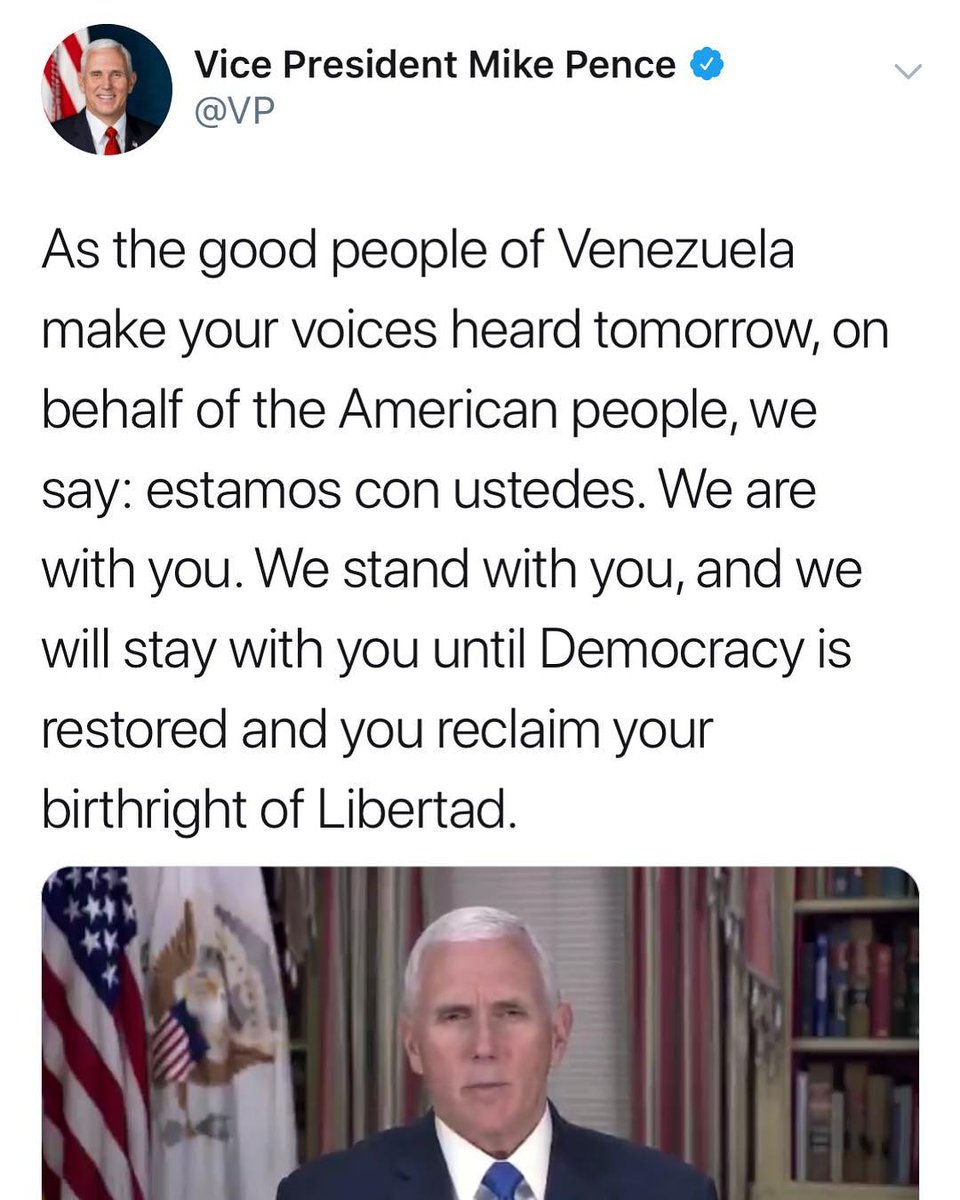 Vice President Mike Pence
@VP
As the good people of Venezuela
make your voices heard tomorrow, on
behalf of the American people, we
say: estamos con ustedes. We are
with you. We stand with you, and we
will stay with you until Democracy is
restored and you reclaim your
birthright of Libertad.